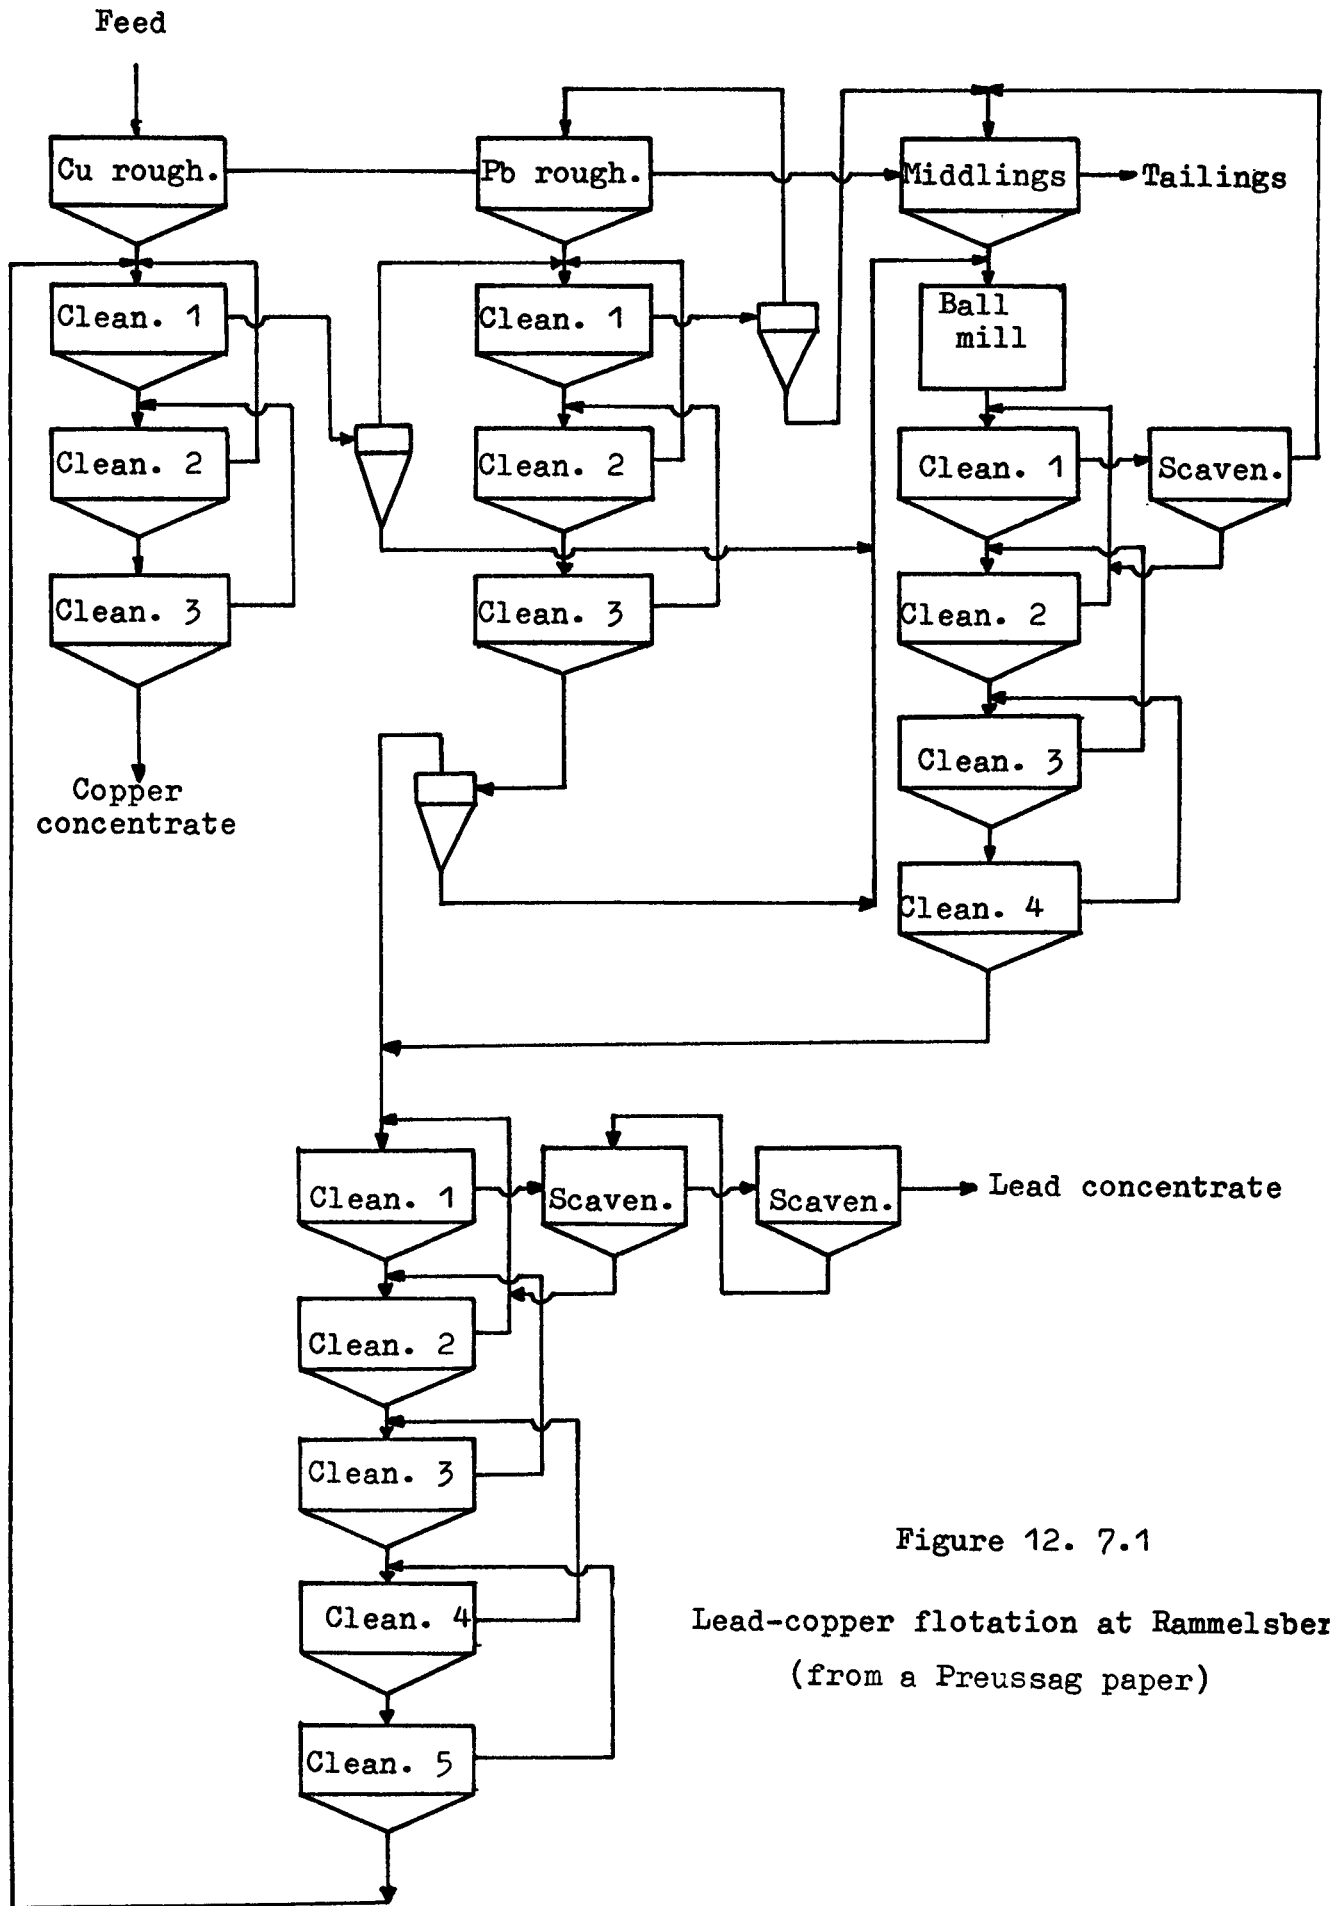 Feed
Cu rough.
Pb rough.
Middlings
Tailings
Clean. 1
Clean. 2
Clean. 3
Copper
concentrate
Clean. 1
Clean. 2
Clean. 3
Ball
mill
Clean. 1
Scaven.
Clean. 2
Clean. 3
Clean. 4
Clean. 1
Scaven.
Scaven.
Lead concentrate
Clean. 2
Clean. 3
Clean. 4
Clean. 5
Figure 12. 7.1
Lead-copper flotation at Rammelsber
(from a Preussag paper)